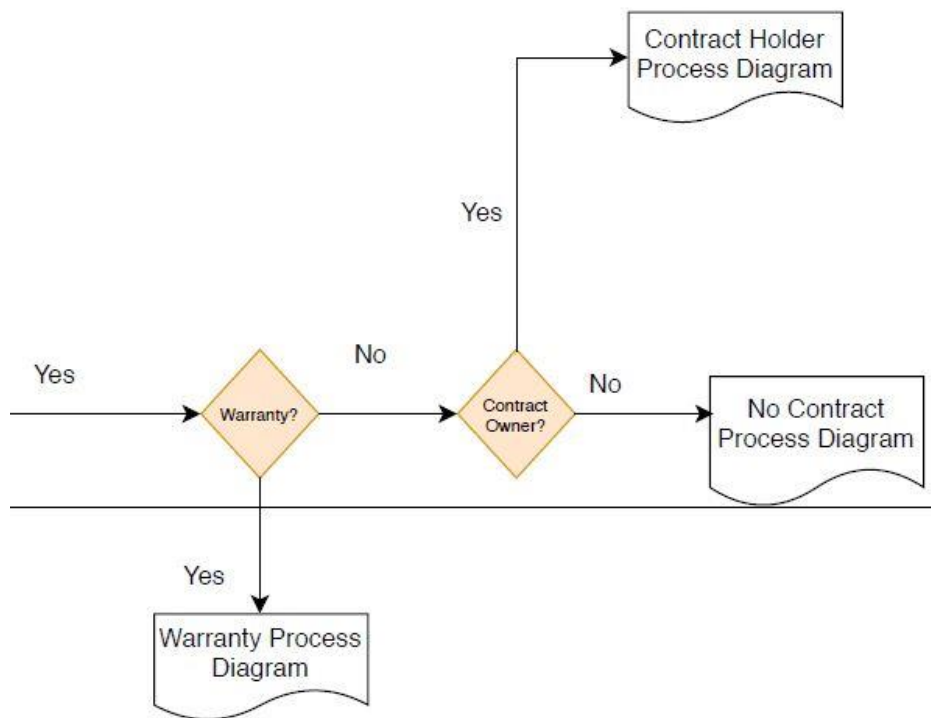 Contract Holder
Process Diagram
Yes
Yes
No
No
Warranty?
Contract
Owner?
No Contract
Process Diagram
Yes
Warranty Process
Diagram